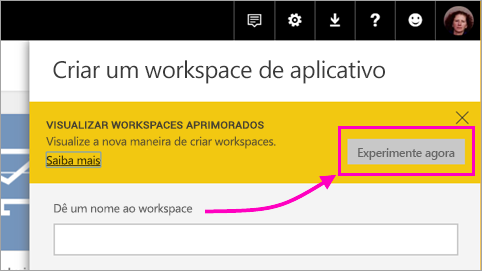 Criar um workspace de aplicativo
VISUALIZAR WORKSPACES APRIMORADOS
Visualize a nova maneira de criar workspaces.
Saiba mais
Experimente agora
Dê um nome ao workspace